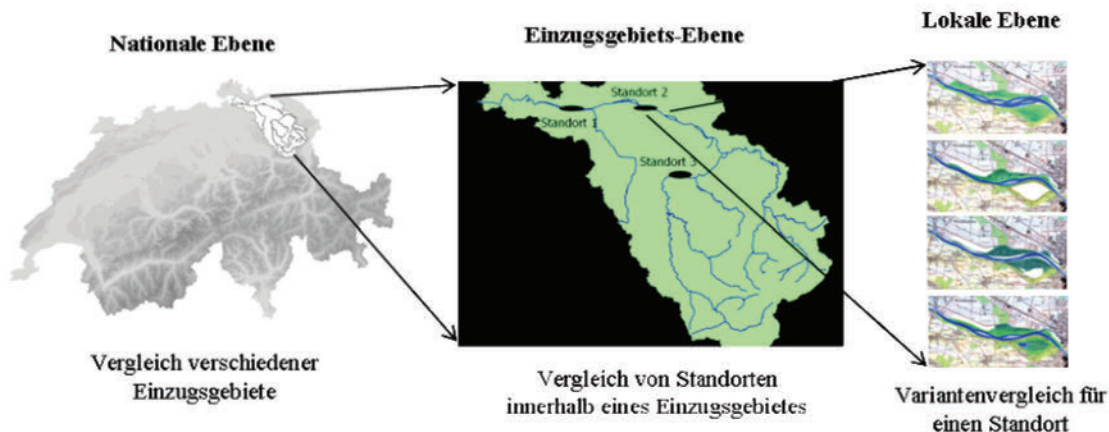 Nationale Ebene
Vergleich verschiedener
Einzugsgebiete
Einzugsgebiets-Ebene
Standort 2
Standort 1
Standort 3
Vergleich von Standorten
innerhalb eines Einzugsgebietes
Lokale Ebene
Variantenvergleich für
einen Standort